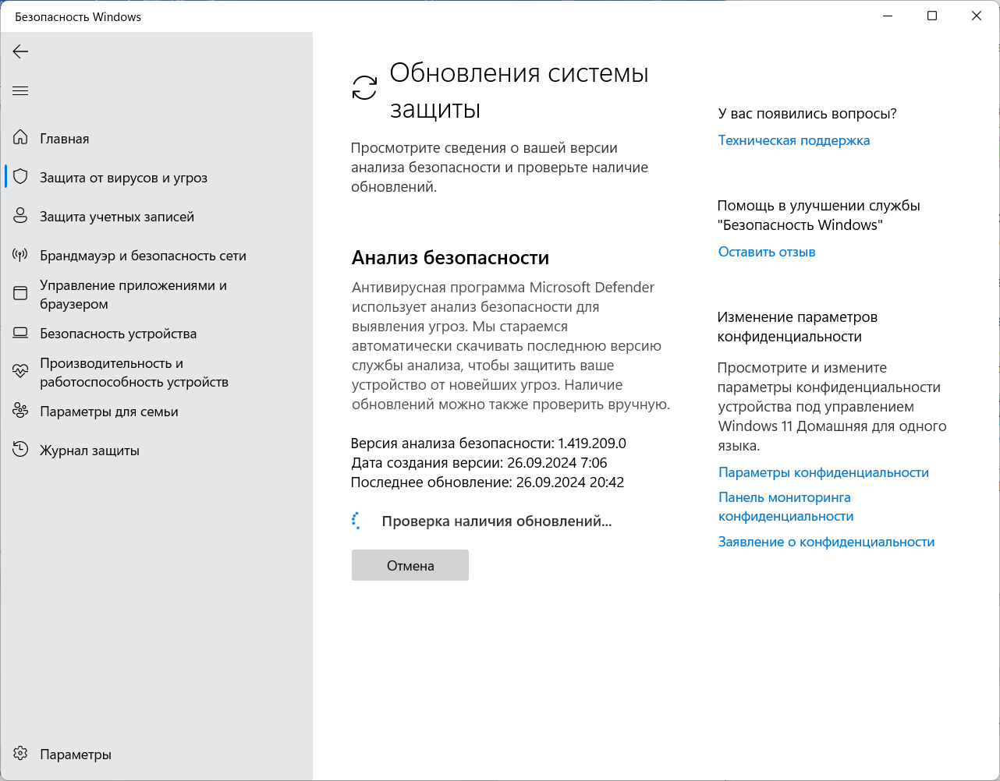 Безопасность Windows
Главная
Защита от вирусов и угроз
Защита учетных записей
Брандмауэр и безопасность сети
Управление приложениями и
браузером
Безопасность устройства
Производительность и
работоспособность устройств
Параметры для семьи
Журнал защиты
Параметры
Обновления системы
защиты
Просмотрите сведения о вашей версии
анализа безопасности и проверьте наличие
обновлений.
Анализ безопасности
Антивирусная программа Microsoft Defender
использует анализ безопасности для
выявления угроз. Мы стараемся
автоматически скачивать последнюю версию
службы анализа, чтобы защитить ваше
устройство от новейших угроз. Наличие
обновлений можно также проверить вручную.
Версия анализа безопасности: 1.419.209.0
Дата создания версии: 26.09.2024 7:06
Последнее обновление: 26.09.2024 20:42
Проверка наличия обновлений...
Отмена
У вас появились вопросы?
Техническая поддержка
Помощь в улучшении службы
"Безопасность Windows"
Оставить отзыв
Изменение параметров
конфиденциальности
Просмотрите и измените
параметры конфиденциальности
устройства под управлением
Windows 11 Домашняя для одного
языка.
Параметры конфиденциальности
Панель мониторинга
конфиденциальности
Заявление о конфиденциальности